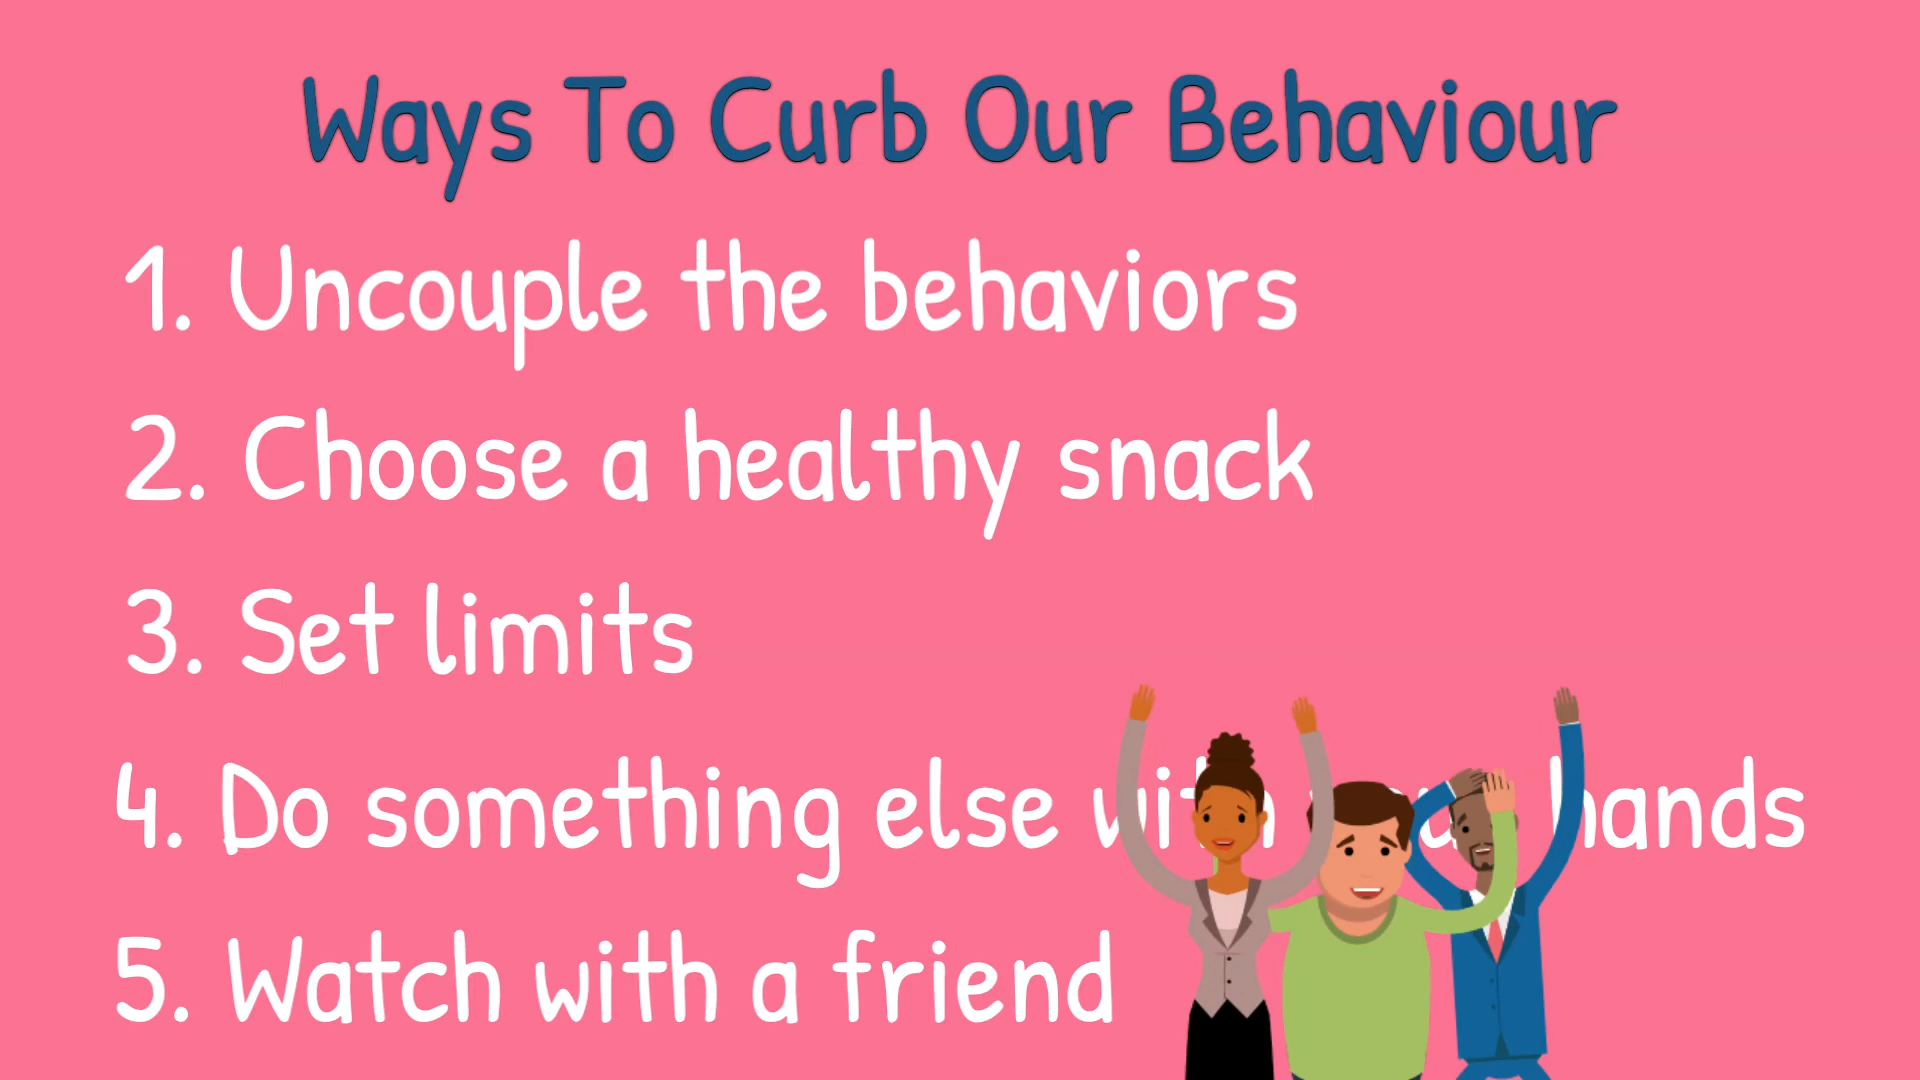 Ways To Curb Our Behaviour
1. Uncouple the behaviors
2. Choose a healthy snack
3. Set limits
4. Do something else with hands
5. Watch with a friend